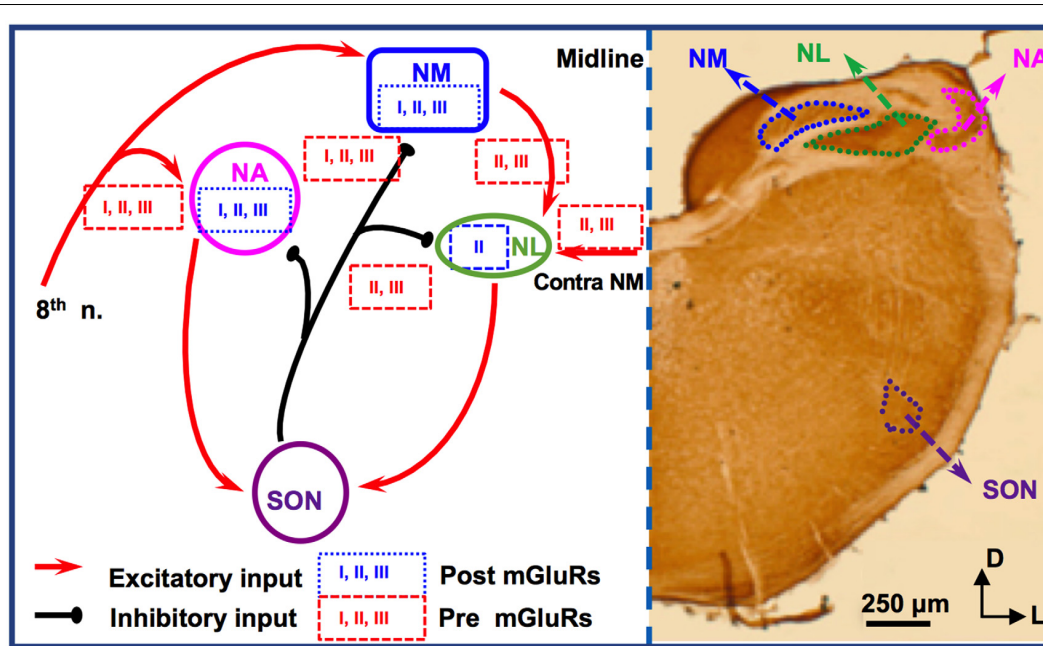 NM
I, II, III
Midline
I, II, III
II, III
NA
I, II, III
I, II, III
II, III
II
NL
Contra NM
II, III
8th n.
SON
Excitatory input
I, II, III
Post mGluRs
Inhibitory input
I, II, III
Pre mGluRs
NM
NL
NA
SON
D
L
250 µm